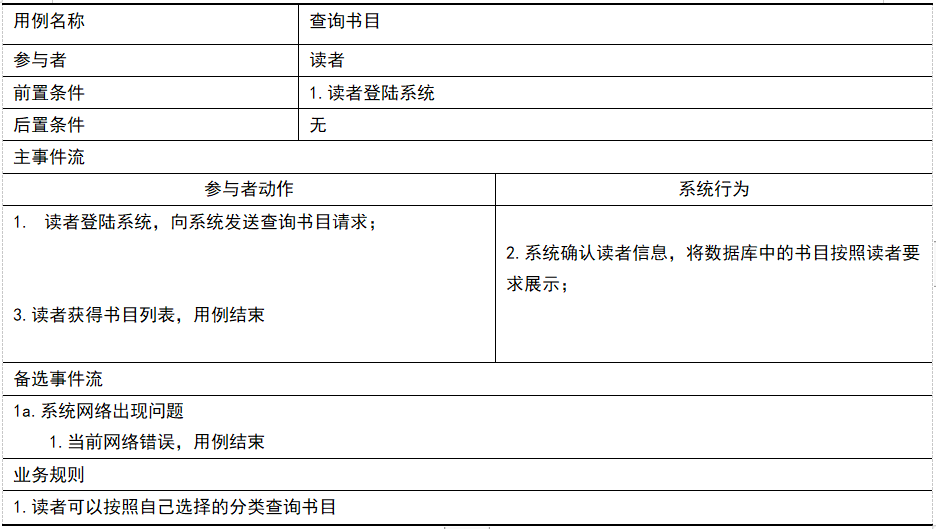 用例名称 查询书目
参与者 读者
前置条件 1.读者登陆系统
后置条件 无
主事件流
参与者动作 系统行为
1. 读者登陆系统，向系统发送查询书目请求；
2.系统确认读者信息，将数据库中的书目按照读者要
求展示；
3.读者获得书目列表，用例结束
备选事件流
1a.系统网络出现问题
1.当前网络错误，用例结束
业务规则
1.读者可以按照自己选择的分类查询书目